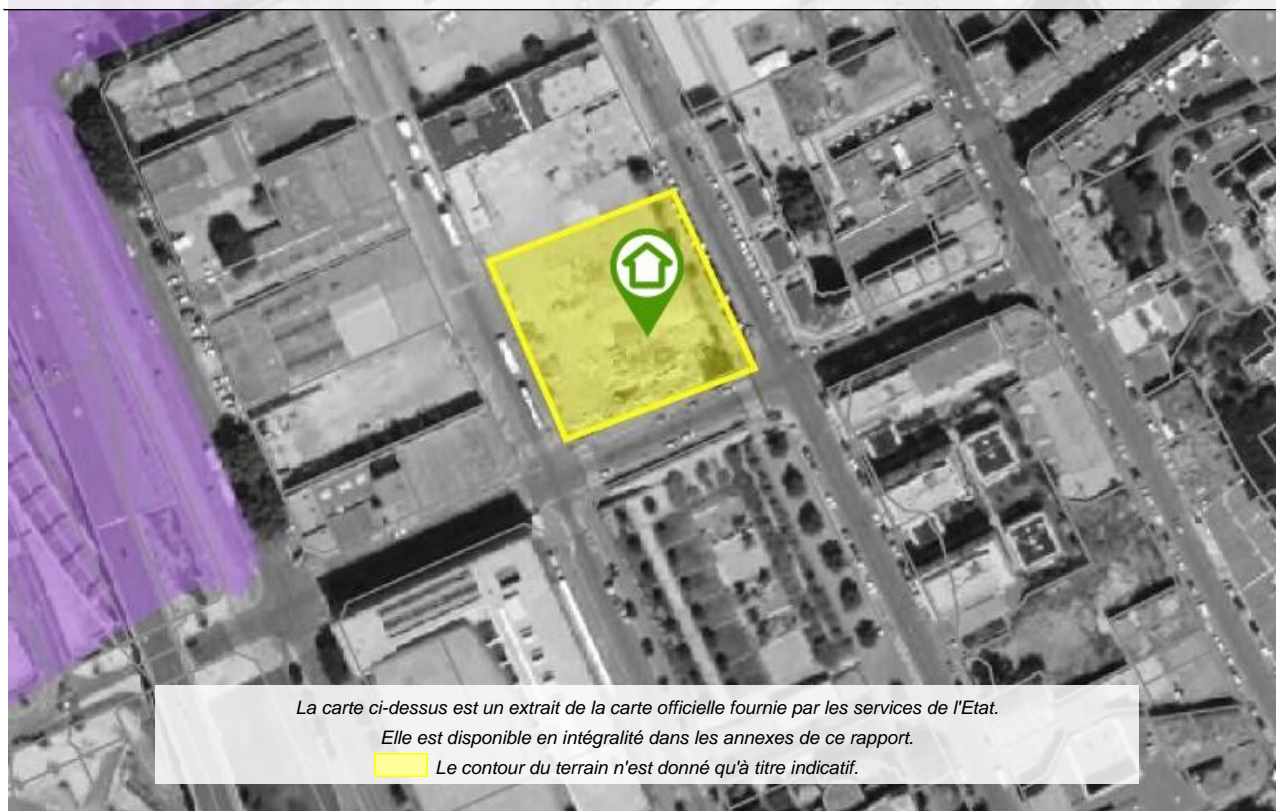 La carte ci-dessus est un extrait de la carte officielle fournie par les services de l'Etat.
Elle est disponible en intégralité dans les annexes de ce rapport.
Le contour du terrain n'est donné qu'à titre indicatif.